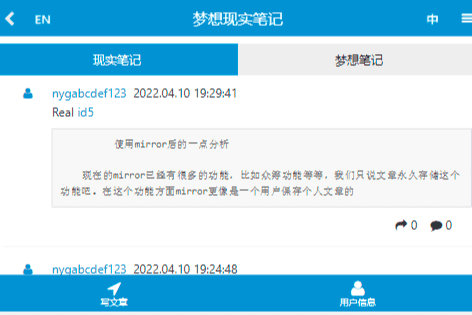 EN
梦想现实笔记
中
现实笔记
梦想笔记
nygabcdef123 2022.04.10 19:29:41
Real id5
使用mirror后的一点分析
现在的mirror已经有很多的功能，比如众筹功能等等，我们只说文章永久存储这个
功能吧。在这个功能方面mirror更像是一个用户保存个人文章的
0 0
nygabcdef123 2022.04.10 19:24:48
写文章
用户信息